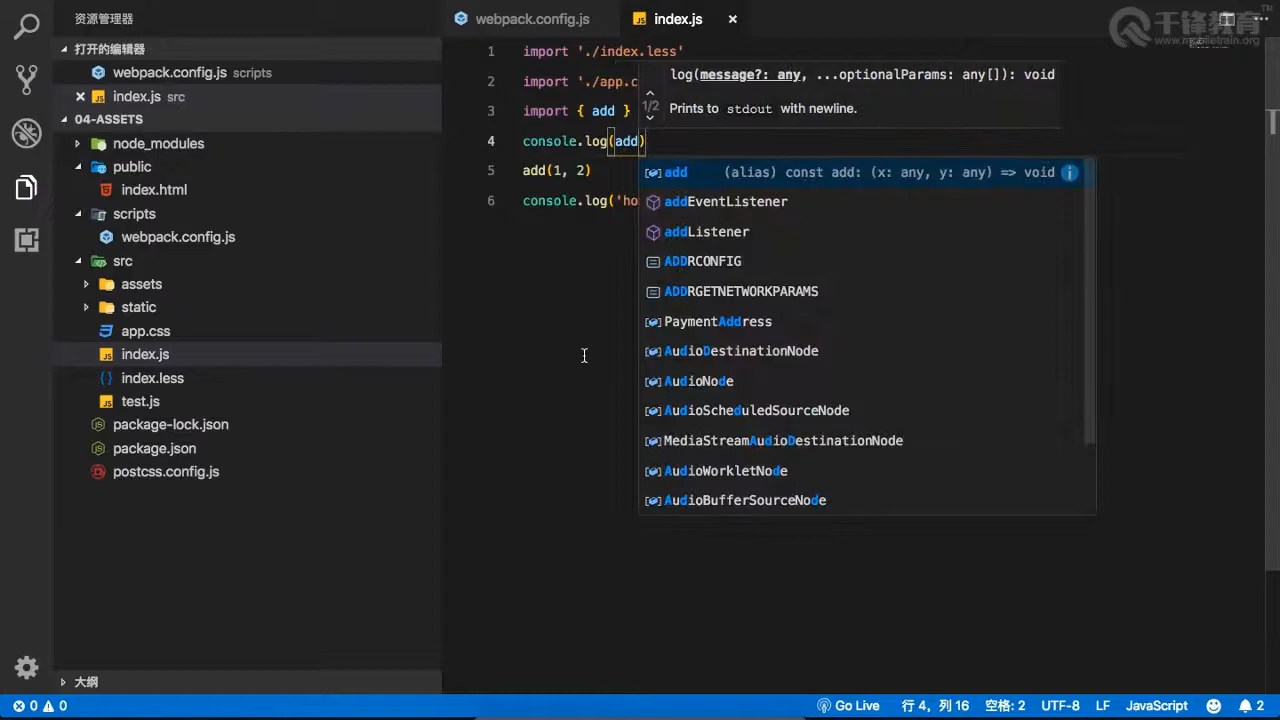 资源管理器
打开的编辑器
webpack.config.js scripts
index.js src
04-ASSETS
node_modules
public
index.html
scripts
webpack.config.js
src
assets
static
app.css
index.js
index.less
test.js
package-lock.json
package.json
postcss.config.js
大纲
webpack.config.js
index.js
千锋教育
www.mobiletrain.org
1 import './index.less'
2 import './app.c
3 import { add }
4 console.log(add)
5 add(1, 2)
6 console.log('ho
log(message?: any, ...optionalParams: any[]): void
1/2
Prints to stdout with newline.
add (alias) const add: (x: any, y: any) => void
addEventListener
addListener
ADDRCONFIG
ADDRGETNETWORKPARAMS
PaymentAddress
AudioDestinationNode
AudioNode
AudioScheduledSourceNode
MediaStreamAudioDestinationNode
AudioWorkletNode
AudioBufferSourceNode
0 0 Go Live 行 4，列 16 空格: 2 UTF-8 LF JavaScript 2